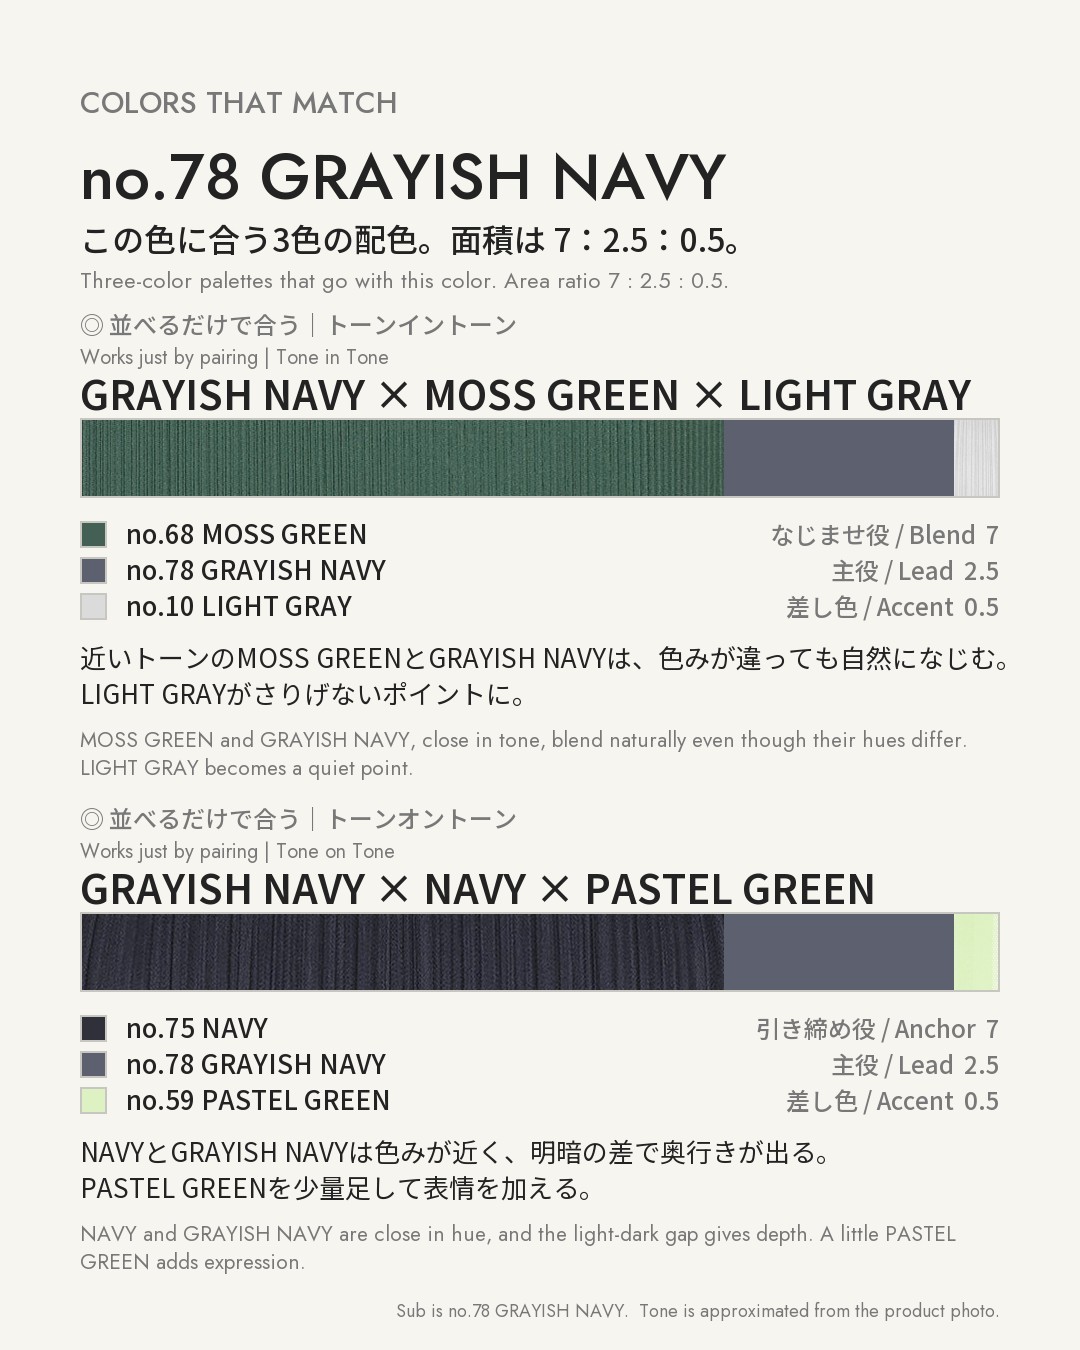 COLORS THAT MATCH
no.78 GRAYISH NAVY
この色に合う3色の配色。面積は 7：2.5：0.5。
Three-color palettes that go with this color. Area ratio 7 : 2.5 : 0.5.
◎ 並べるだけで合う｜トーンイントーン
Works just by pairing | Tone in Tone
GRAYISH NAVY × MOSS GREEN × LIGHT GRAY
no.68 MOSS GREEN なじませ役 / Blend 7
no.78 GRAYISH NAVY 主役 / Lead 2.5
no.10 LIGHT GRAY 差し色 / Accent 0.5
近いトーンのMOSS GREENとGRAYISH NAVYは、色みが違っても自然になじむ。
LIGHT GRAYがさりげないポイントに。
MOSS GREEN and GRAYISH NAVY, close in tone, blend naturally even though their hues differ.
LIGHT GRAY becomes a quiet point.
◎ 並べるだけで合う｜トーンオントーン
Works just by pairing | Tone on Tone
GRAYISH NAVY × NAVY × PASTEL GREEN
no.75 NAVY 引き締め役 / Anchor 7
no.78 GRAYISH NAVY 主役 / Lead 2.5
no.59 PASTEL GREEN 差し色 / Accent 0.5
NAVYとGRAYISH NAVYは色みが近く、明暗の差で奥行きが出る。
PASTEL GREENを少量足して表情を加える。
NAVY and GRAYISH NAVY are close in hue, and the light-dark gap gives depth. A little PASTEL
GREEN adds expression.
Sub is no.78 GRAYISH NAVY. Tone is approximated from the product photo.